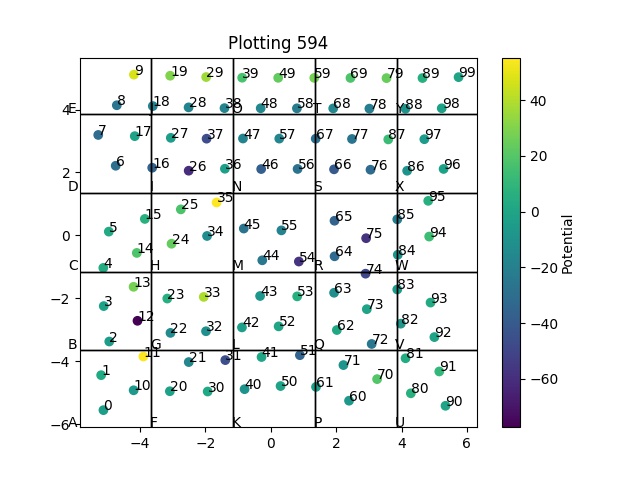 Plotting 594
9 19 29 39 49 59 69 79 89 99
8 18 28 38 48 58 68 78 88 98
4 E O T Y 40
7 17 27 37 47 57 67 77 87 97
6 16 26 36 46 56 66 76 86 96
2 D I N S X 20
5 15 25 35 45 55 65 75 85 95
0 4 14 24 34 44 54 64 74 84 94 0
C H M R W Potential
3 13 23 33 43 53 63 73 83 93
−2 2 12 22 32 42 52 62 72 82 92 −20
B G L Q V
−4 1 11 21 31 41 51 61 71 81 91 −40
0 10 20 30 40 50 60 70 80 90
−6 A F K P U −60
−4 −2 0 2 4 6